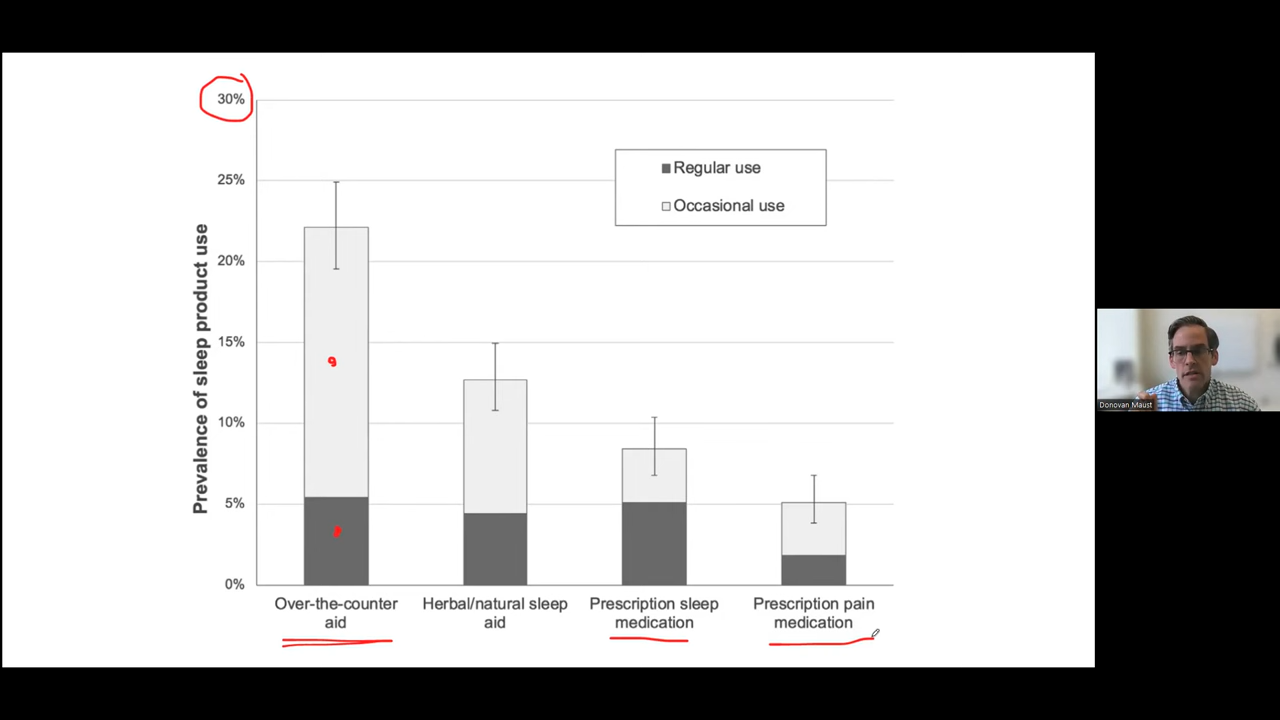 30%
25%
20%
15%
10%
5%
0%
Prevalence of sleep product use
Regular use
Occasional use
Over-the-counter
aid
Herbal/natural sleep
aid
Prescription sleep
medication
Prescription pain
medication
Donovan Maust